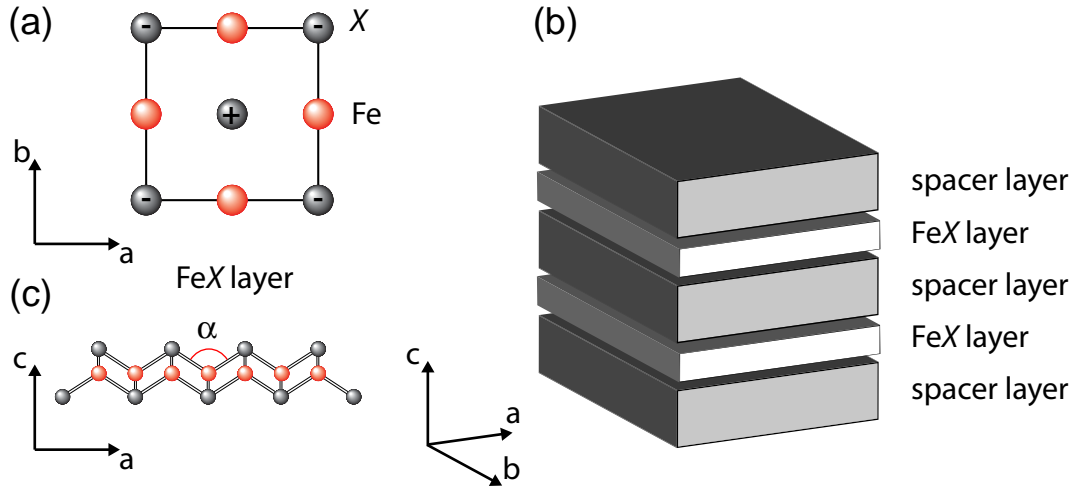 (a)
- - X
+ Fe
- -
b
a
FeX layer
(b)
spacer layer
FeX layer
spacer layer
FeX layer
spacer layer
(c)
α
c
a
c
a
b